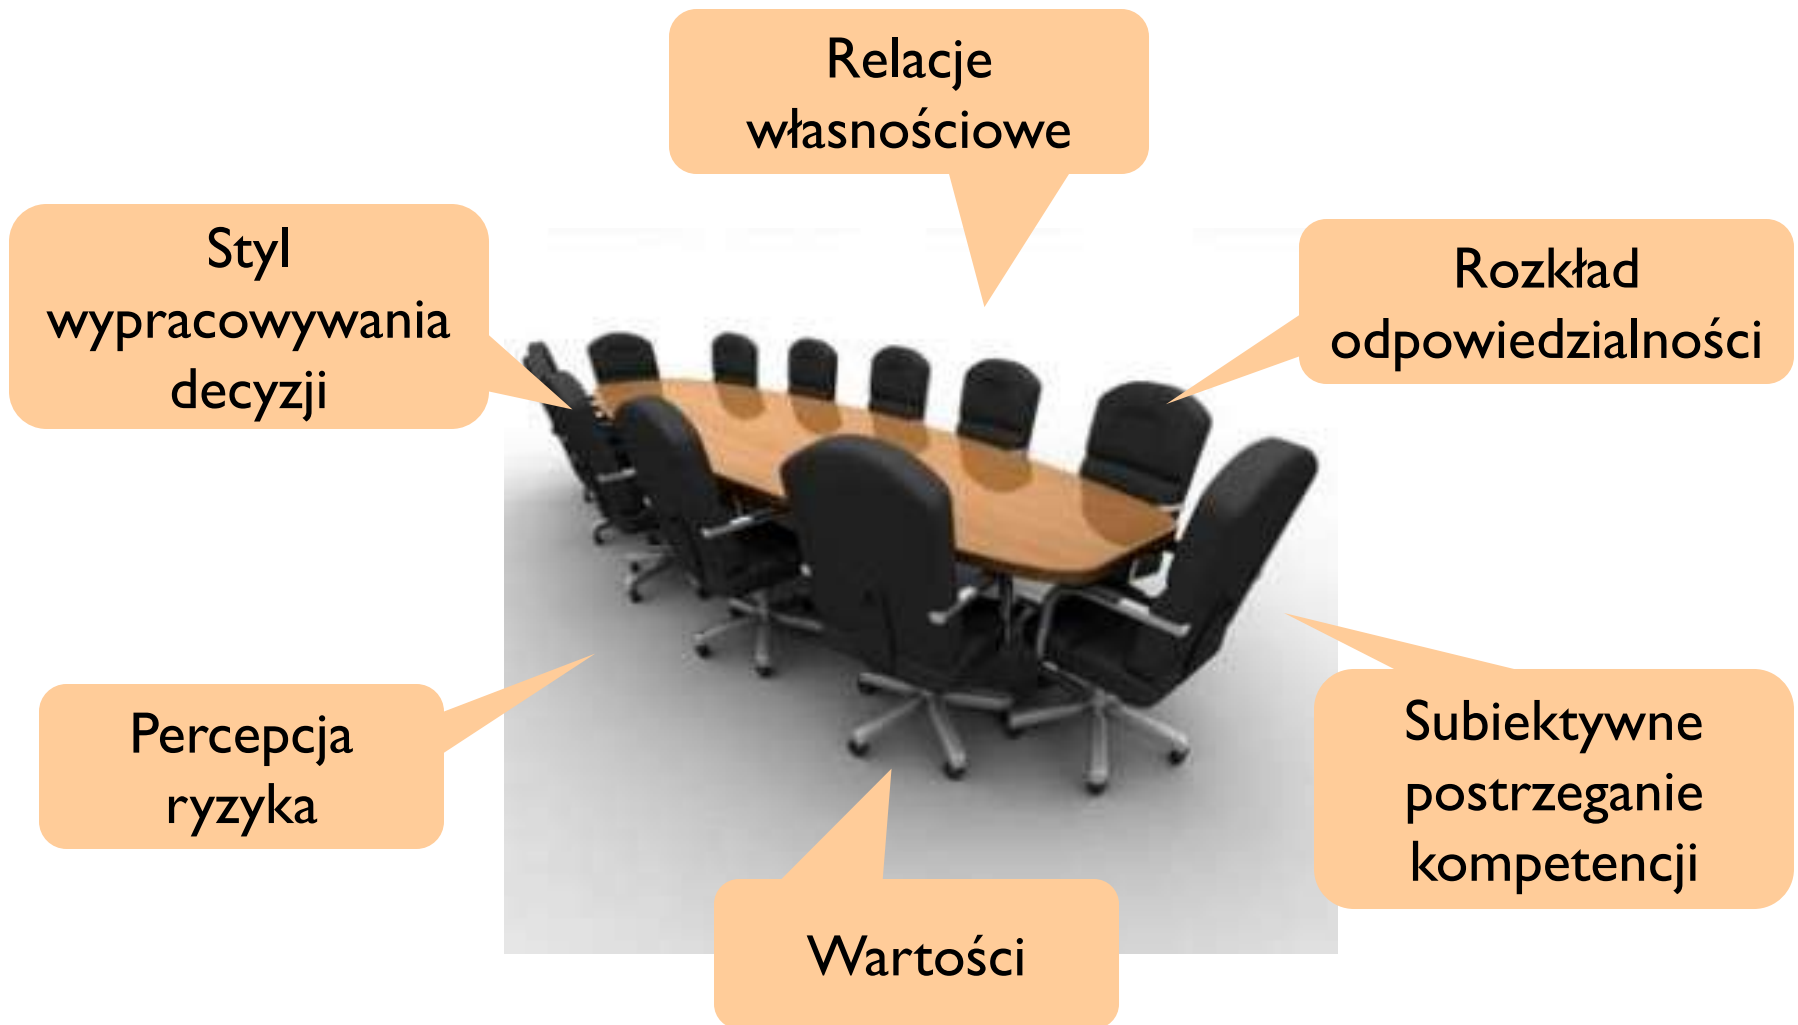 Relacje
własnościowe
Styl
wypracowywania
decyzji
Rozkład
odpowiedzialności
Percepcja
ryzyka
Subiektywne
postrzeganie
kompetencji
Wartości